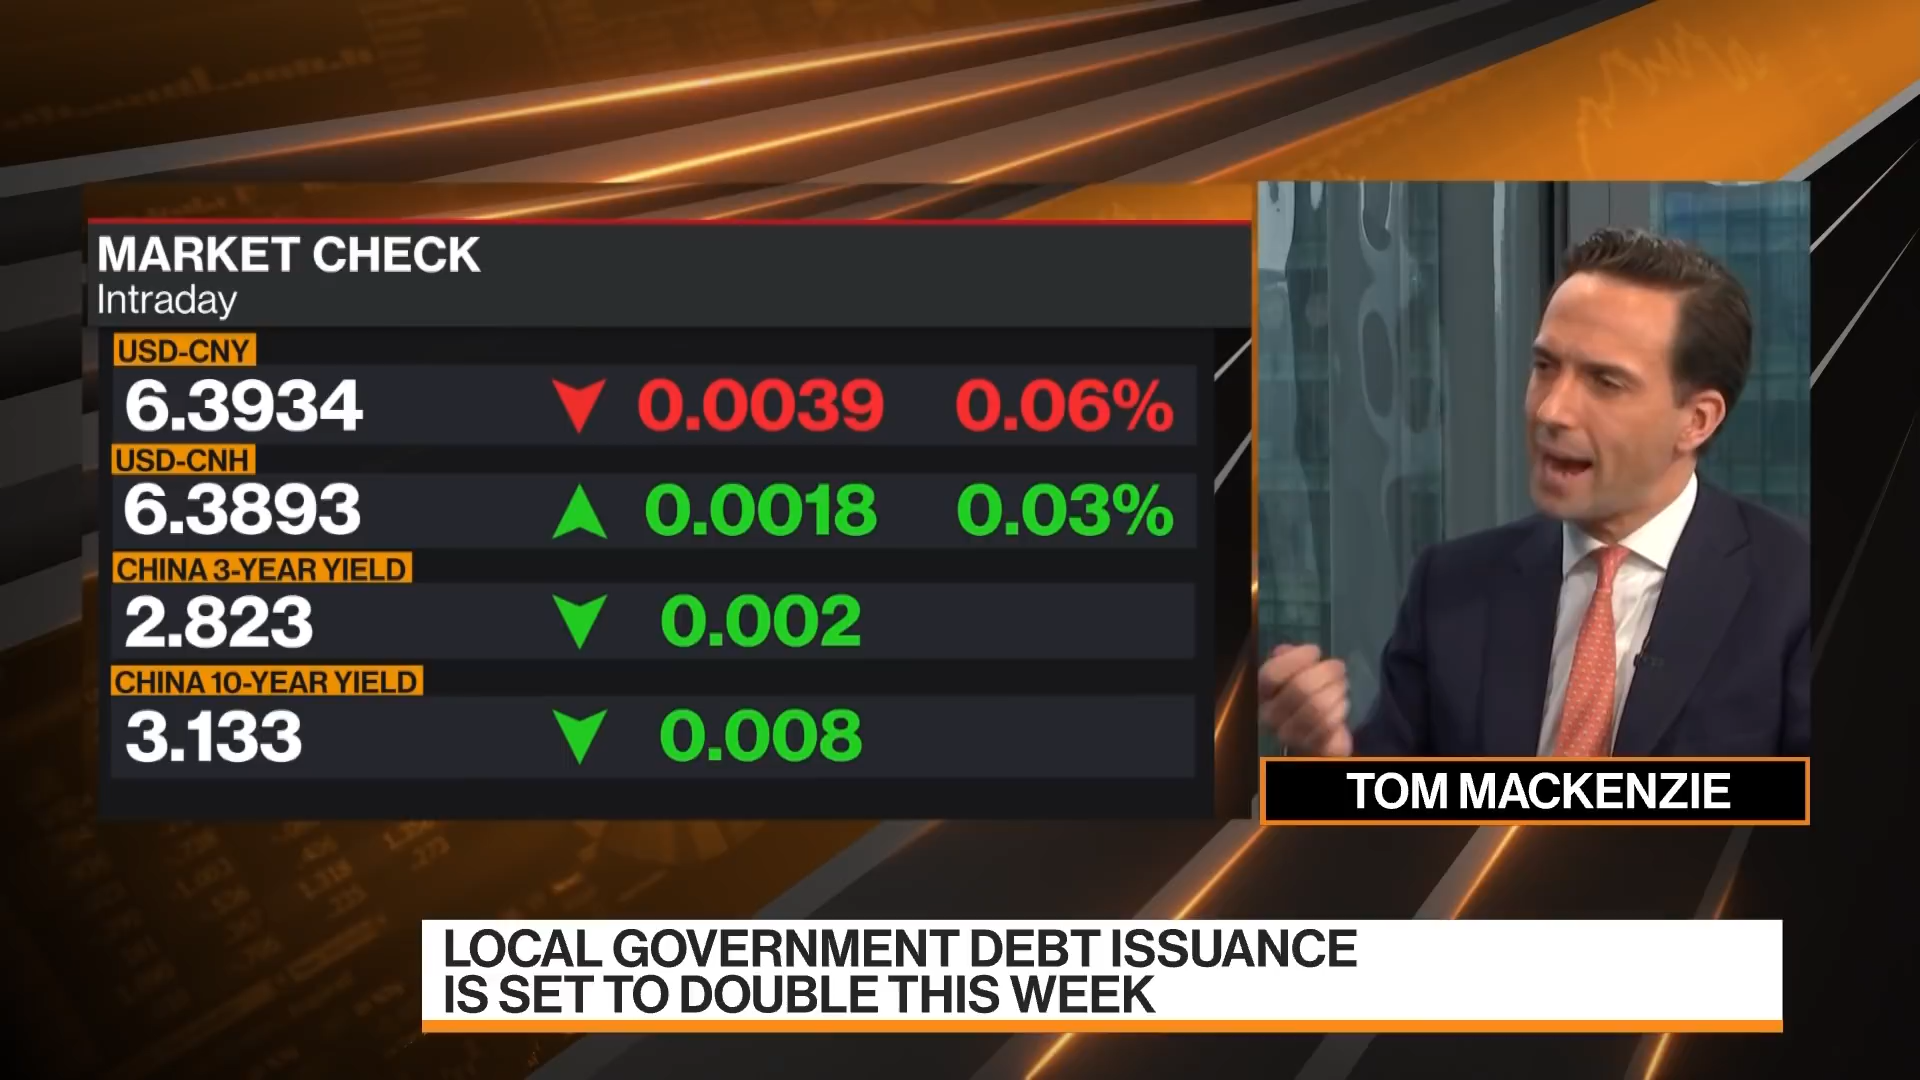 MARKET CHECK
Intraday
USD-CNY
6.3934 ▼ 0.0039 0.06%
USD-CNH
6.3893 ▲ 0.0018 0.03%
CHINA 3-YEAR YIELD
2.823 ▼ 0.002
CHINA 10-YEAR YIELD
3.133 ▼ 0.008
TOM MACKENZIE
LOCAL GOVERNMENT DEBT ISSUANCE
IS SET TO DOUBLE THIS WEEK